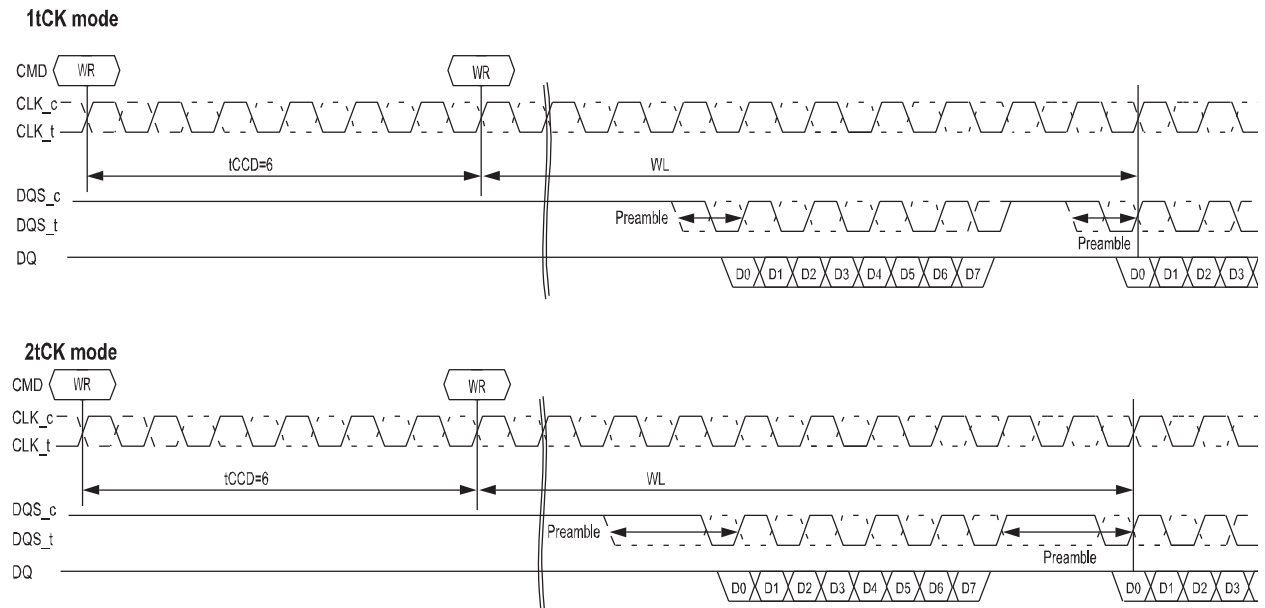 1tCK mode
CMD WR WR
CLK_c
CLK_t
tCCD=6 WL
DQS_c
Preamble
DQS_t
Preamble
DQ
D0 D1 D2 D3 D4 D5 D6 D7 D0 D1 D2 D3
2tCK mode
CMD WR WR
CLK_c
CLK_t
tCCD=6 WL
DQS_c
Preamble
DQS_t
Preamble
DQ
D0 D1 D2 D3 D4 D5 D6 D7 D0 D1 D2 D3